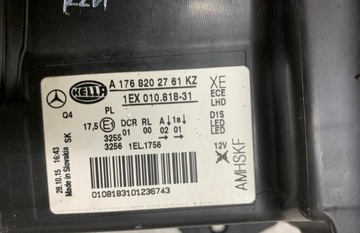 HELLA
A 176 820 27 61 KZ
1EX 010.818-31
XE
ECE
LHD
Q4
PL
17,5 E1 DCR RL A 1a
3255 01 00 02 01
3256 1EL.1756
D1S
LED
LED
12V
SK
28.10.15 16:43
Made in Slovakia
AMHSKF
0108183101236743